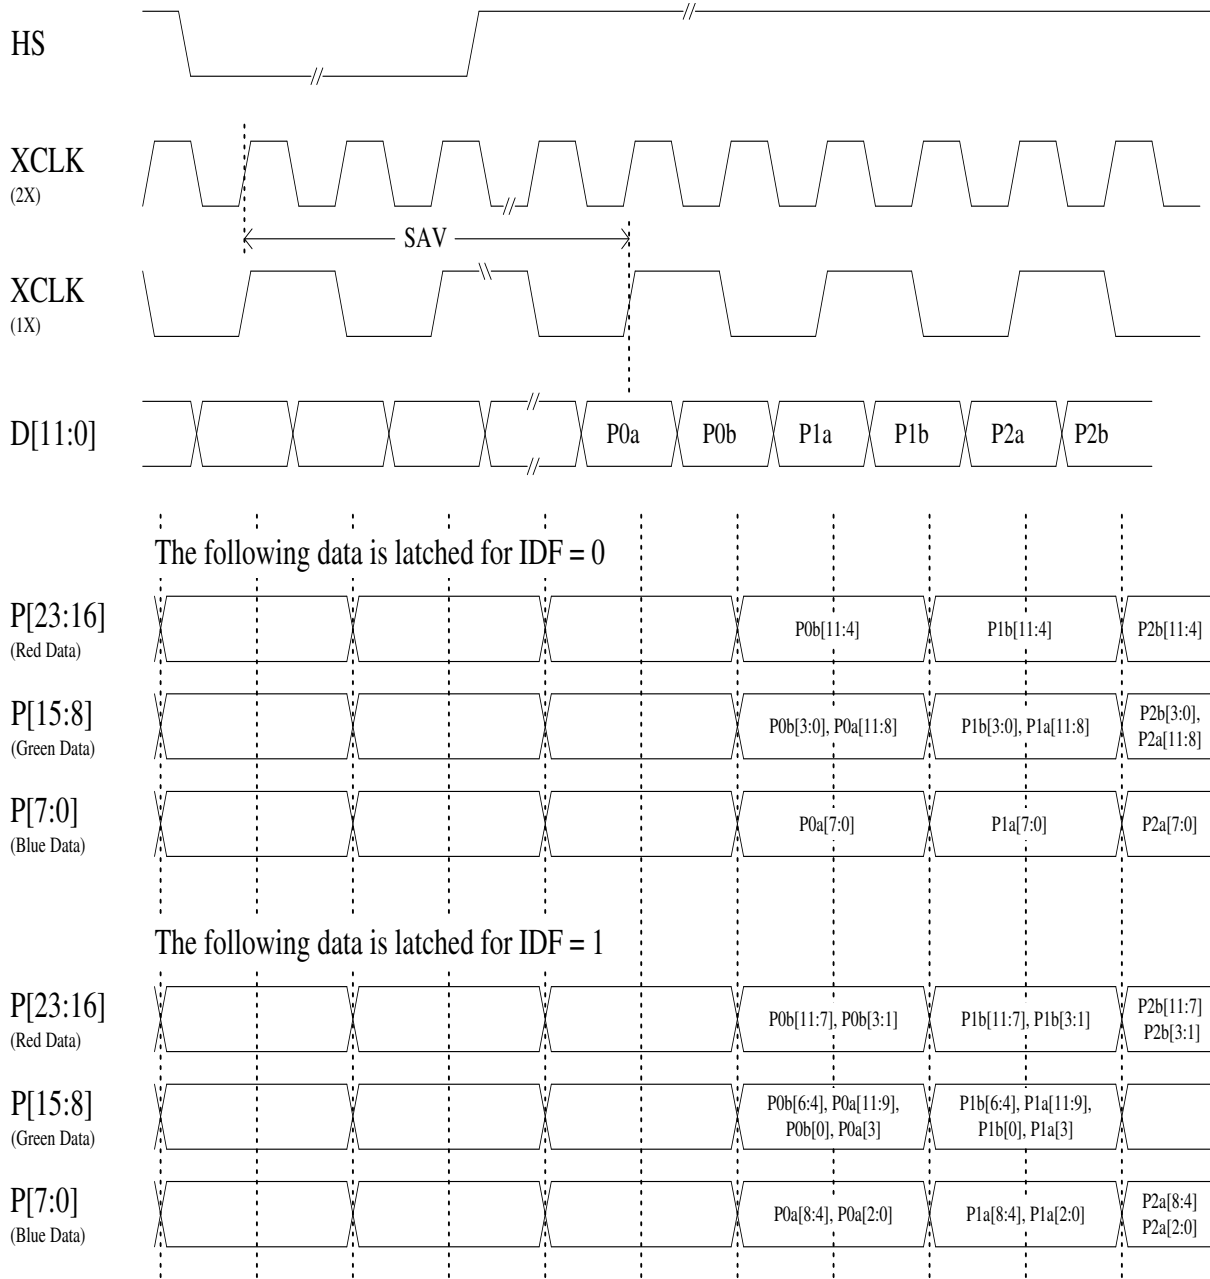 HS
XCLK
(2X)
SAV
XCLK
(1X)
D[11:0]
P0a P0b P1a P1b P2a P2b
The following data is latched for IDF = 0
P[23:16]
(Red Data)
P0b[11:4] P1b[11:4] P2b[11:4]
P[15:8]
(Green Data)
P0b[3:0], P0a[11:8] P1b[3:0], P1a[11:8] P2b[3:0],
P2a[11:8]
P[7:0]
(Blue Data)
P0a[7:0] P1a[7:0] P2a[7:0]
The following data is latched for IDF = 1
P[23:16]
(Red Data)
P0b[11:7], P0b[3:1] P1b[11:7], P1b[3:1] P2b[11:7]
P2b[3:1]
P[15:8]
(Green Data)
P0b[6:4], P0a[11:9], P1b[6:4], P1a[11:9],
P0b[0], P0a[3] P1b[0], P1a[3]
P[7:0]
(Blue Data)
P0a[8:4], P0a[2:0] P1a[8:4], P1a[2:0] P2a[8:4]
P2a[2:0]